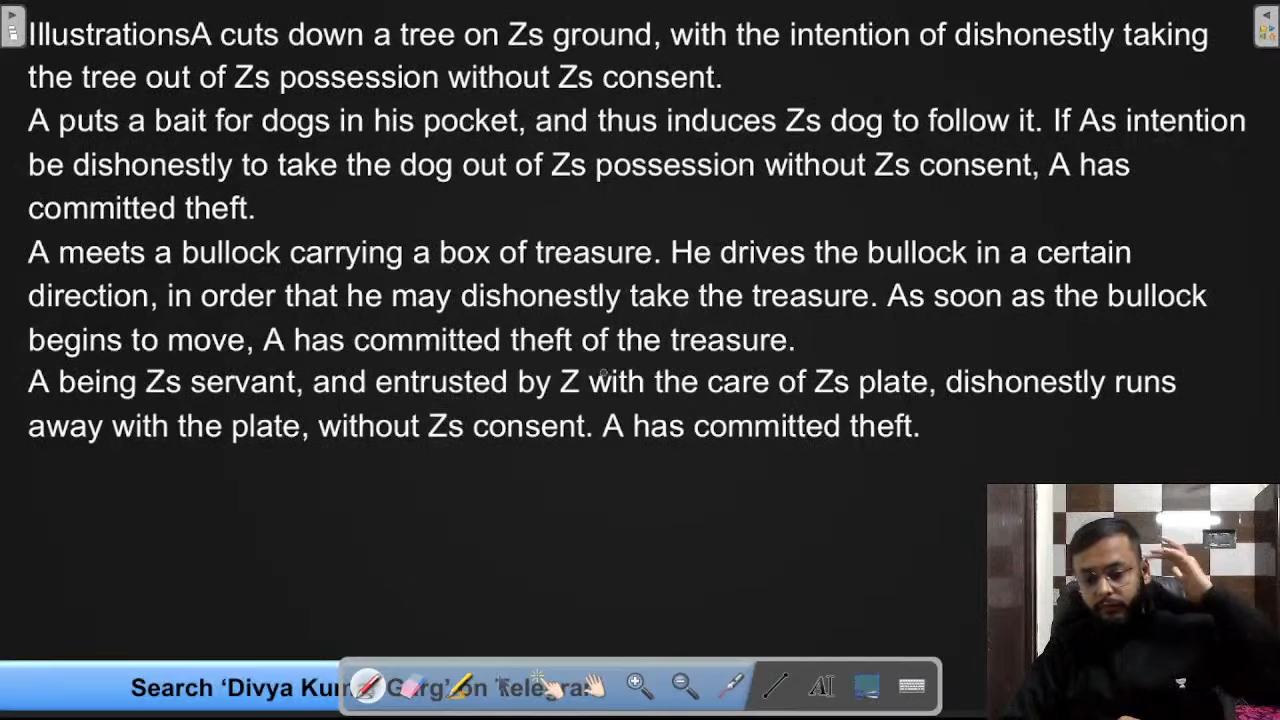 IllustrationsA cuts down a tree on Zs ground, with the intention of dishonestly taking
the tree out of Zs possession without Zs consent.
A puts a bait for dogs in his pocket, and thus induces Zs dog to follow it. If As intention
be dishonestly to take the dog out of Zs possession without Zs consent, A has
committed theft.
A meets a bullock carrying a box of treasure. He drives the bullock in a certain
direction, in order that he may dishonestly take the treasure. As soon as the bullock
begins to move, A has committed theft of the treasure.
A being Zs servant, and entrusted by Z with the care of Zs plate, dishonestly runs
away with the plate, without Zs consent. A has committed theft.
Search ‘Divya Kumar Garg’ on Telegram
AI